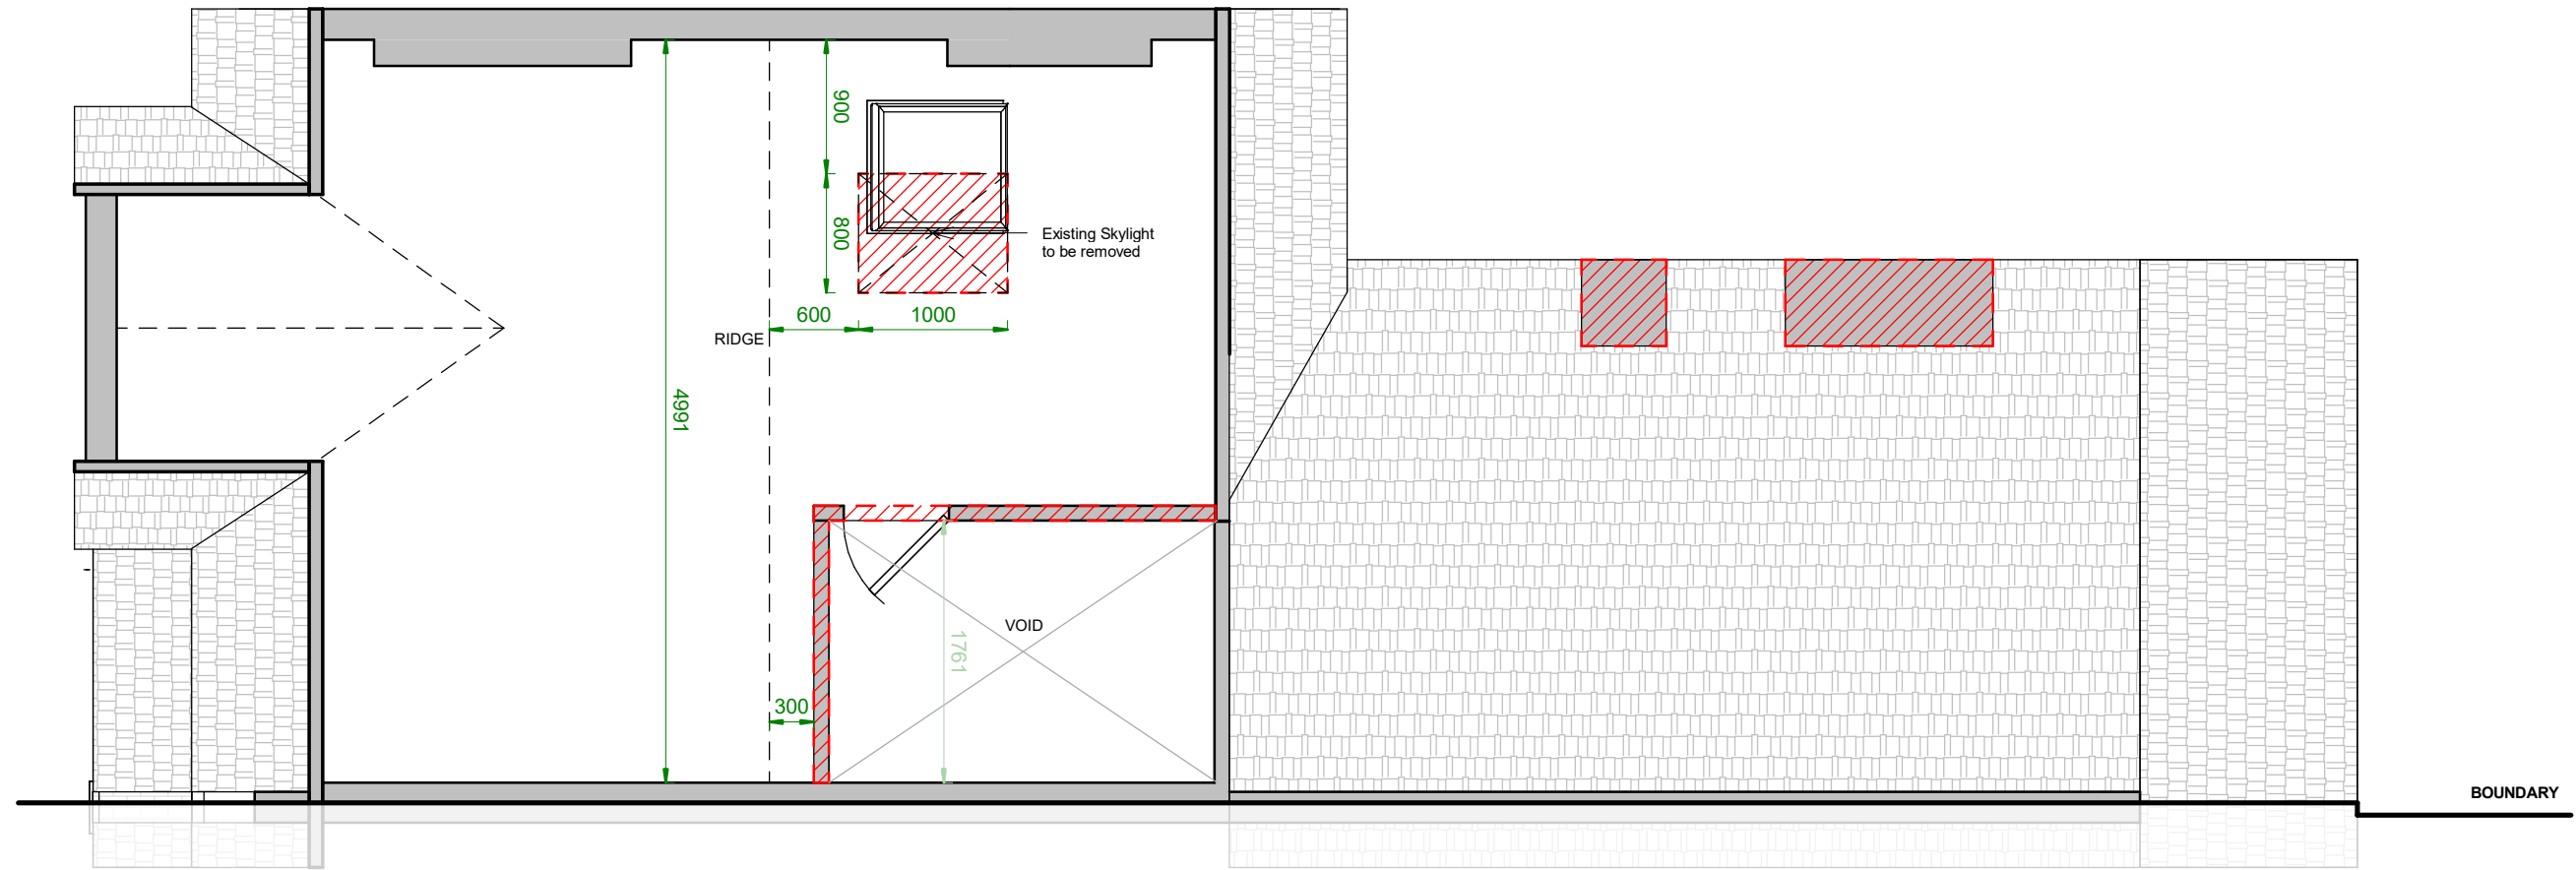 900
800
Existing Skylight
to be removed
600
1000
RIDGE
4991
VOID
1761
300
BOUNDARY